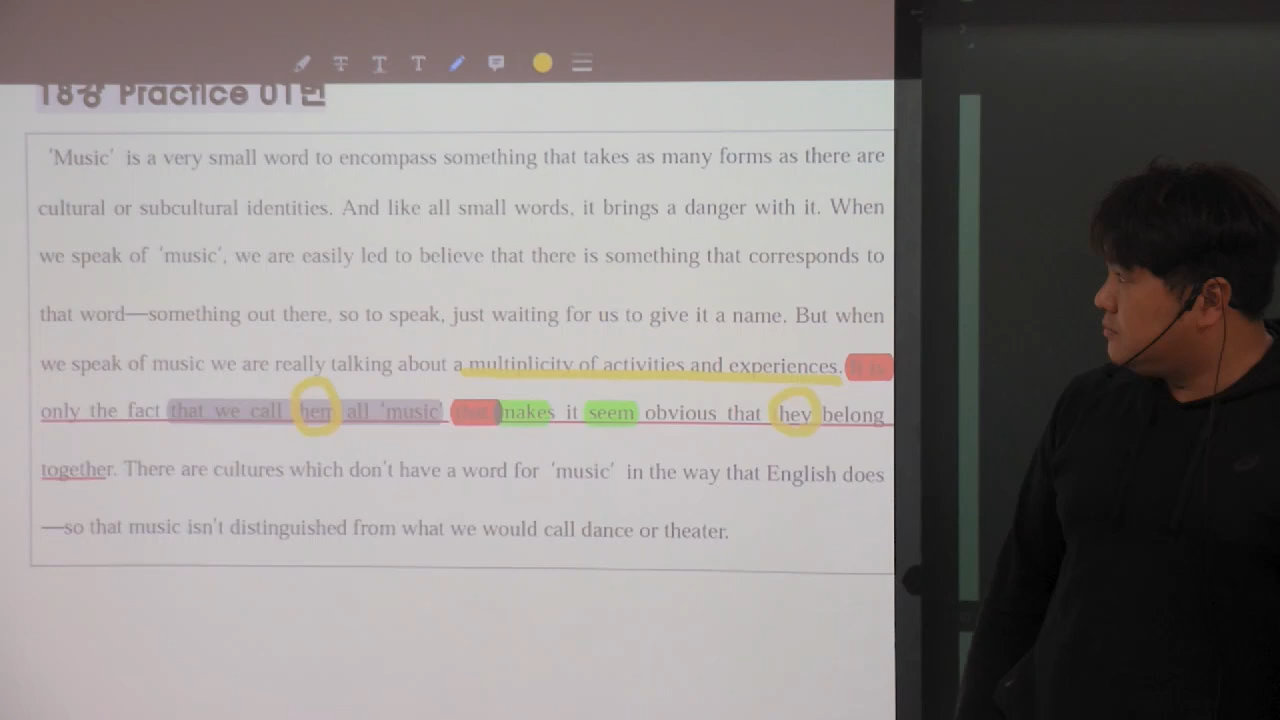 18강 Practice 01번
'Music' is a very small word to encompass something that takes as many forms as there are
cultural or subcultural identities. And like all small words, it brings a danger with it. When
we speak of 'music', we are easily led to believe that there is something that corresponds to
that word—something out there, so to speak, just waiting for us to give it a name. But when
we speak of music we are really talking about a multiplicity of activities and experiences. It is
only the fact that we call them all 'music' that makes it seem obvious that they belong
together. There are cultures which don't have a word for 'music' in the way that English does
—so that music isn't distinguished from what we would call dance or theater.